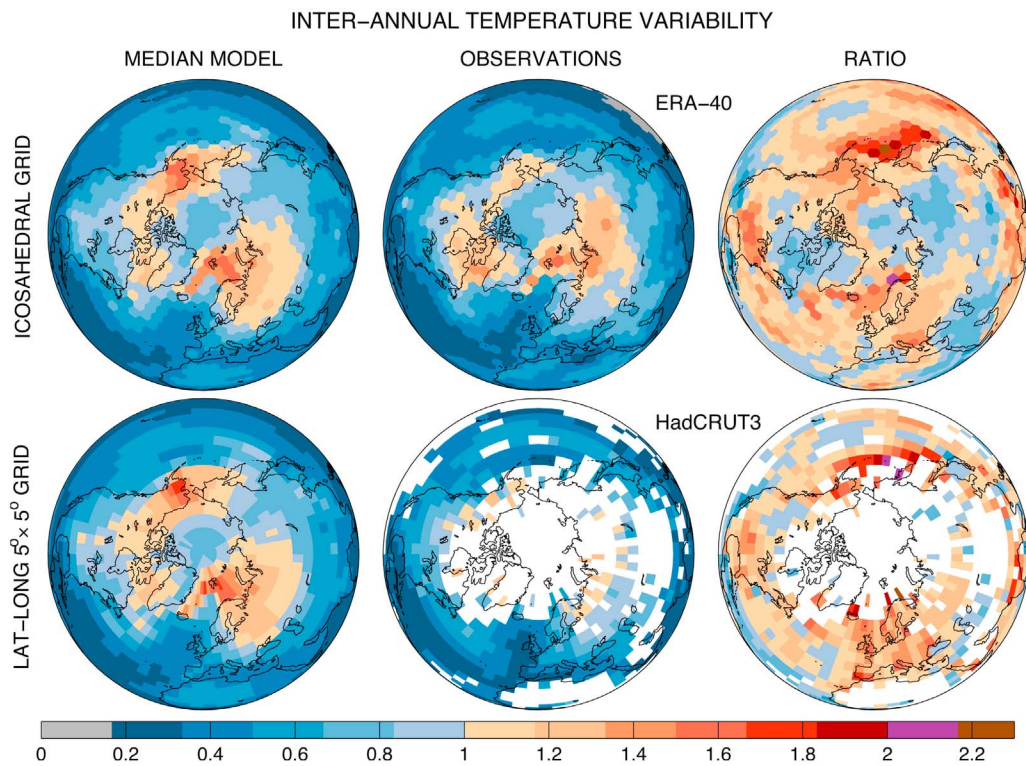 INTER-ANNUAL TEMPERATURE VARIABILITY
MEDIAN MODEL
OBSERVATIONS
RATIO
ERA-40
ICOSAHEDRAL GRID
HadCRUT3
LAT-LONG 5°× 5° GRID
0 0.2 0.4 0.6 0.8 1 1.2 1.4 1.6 1.8 2 2.2